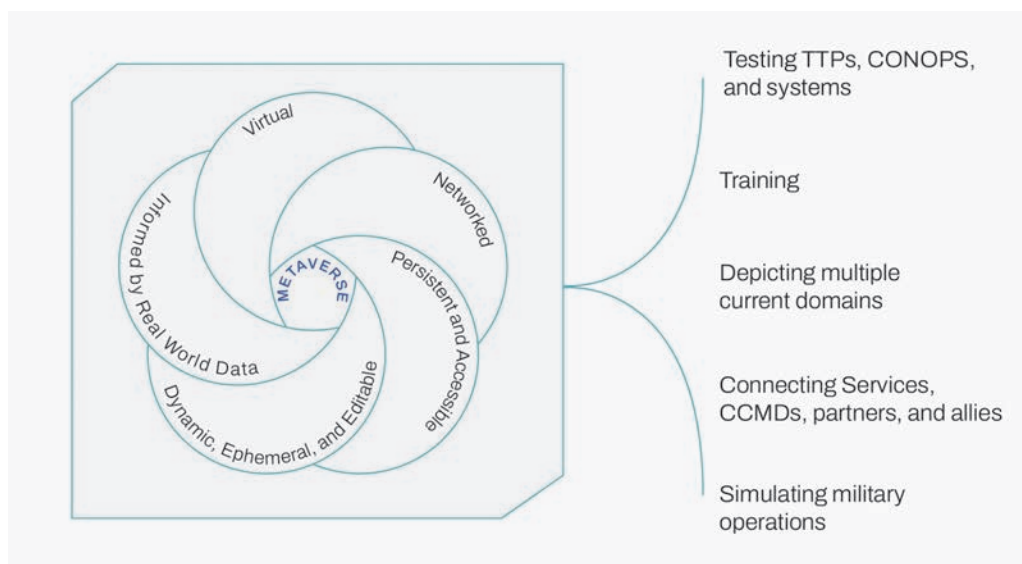 Virtual
Networked
Persistent and Accessible
Dynamic, Ephemeral, and Editable
Informed by Real World Data
METAVERSE
Testing TTPs, CONOPS,
and systems
Training
Depicting multiple
current domains
Connecting Services,
CCMDs, partners, and allies
Simulating military
operations